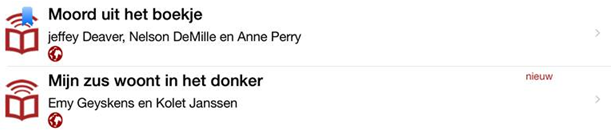 Moord uit het boekje
jeffey Deaver, Nelson DeMille en Anne Perry
Mijn zus woont in het donker
nieuw
Emy Geyskens en Kolet Janssen